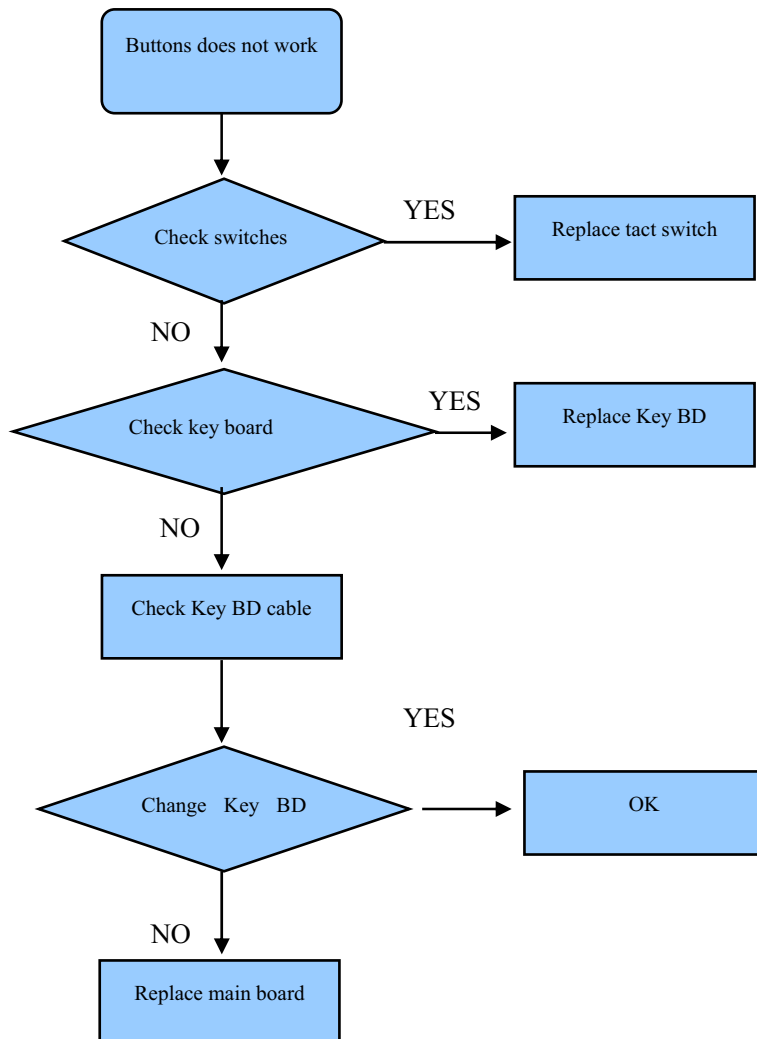 Buttons does not work
YES
Check switches
Replace tact switch
NO
YES
Check key board
Replace Key BD
NO
Check Key BD cable
YES
Change Key BD
OK
NO
Replace main board